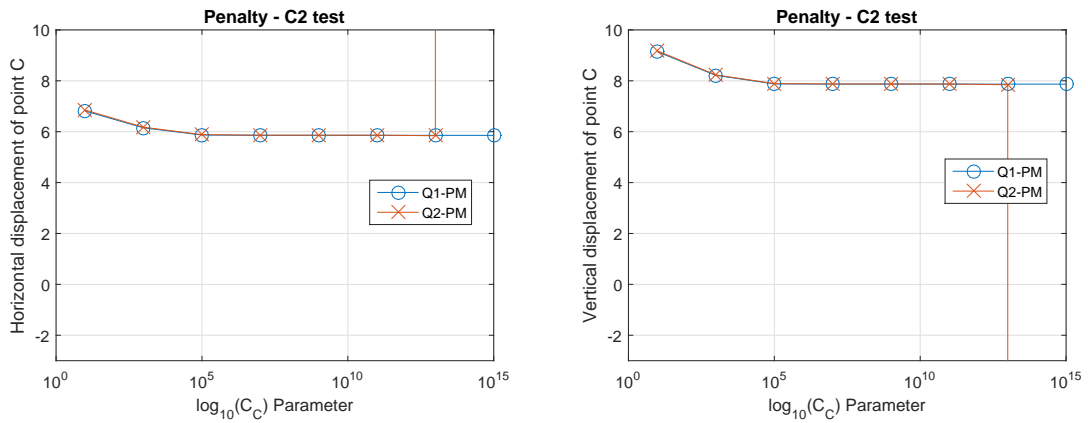 Penalty - C2 test
Horizontal displacement of point C
10
8
6
4
2
0
-2
Q1-PM
Q2-PM
10^0
10^5
10^10
10^15
log_10(C_C) Parameter
Penalty - C2 test
Vertical displacement of point C
10
8
6
4
2
0
-2
Q1-PM
Q2-PM
10^0
10^5
10^10
10^15
log_10(C_C) Parameter